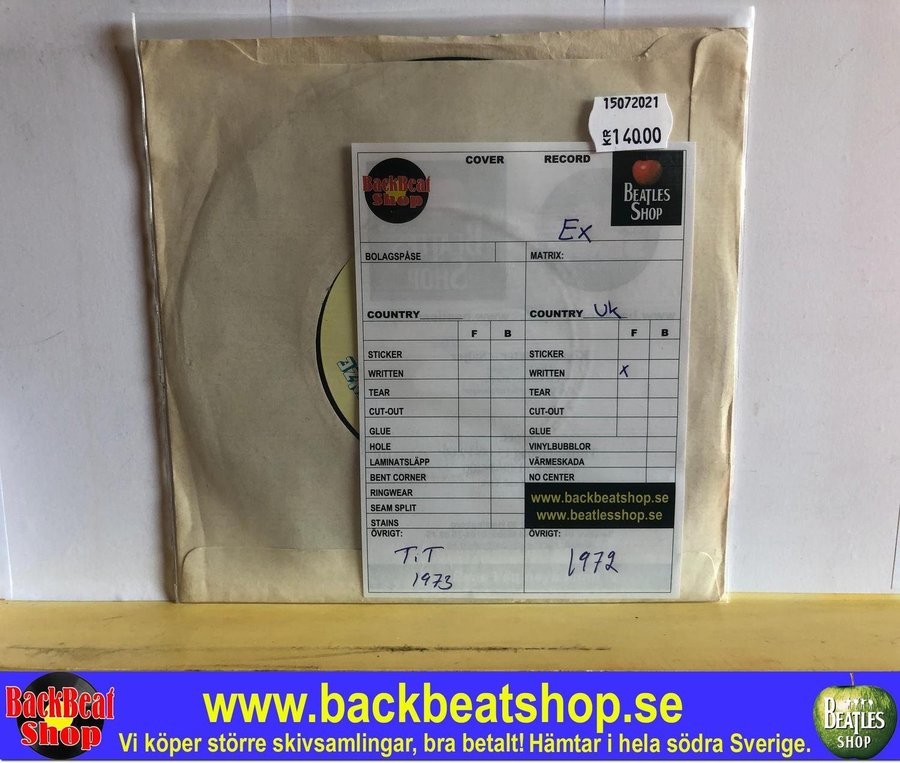 15072021
KR 140.00
COVER RECORD
BackBeat Shop
BEATLES SHOP
Ex
BOLAGSPÅSE MATRIX:
COUNTRY______ COUNTRY Uk
F B F B
STICKER STICKER
WRITTEN WRITTEN X
TEAR TEAR
CUT-OUT CUT-OUT
GLUE GLUE
HOLE VINYLBUBBLOR
LAMINATSLÄPP VÄRMESKADA
BENT CORNER NO CENTER
RINGWEAR www.backbeatshop.se
SEAM SPLIT www.beatlesshop.se
STAINS
ÖVRIGT: ÖVRIGT:
TiT 1972
1973
BackBeat Shop
www.backbeatshop.se
Vi köper större skivsamlingar, bra betalt! Hämtar i hela södra Sverige.
BEATLES SHOP